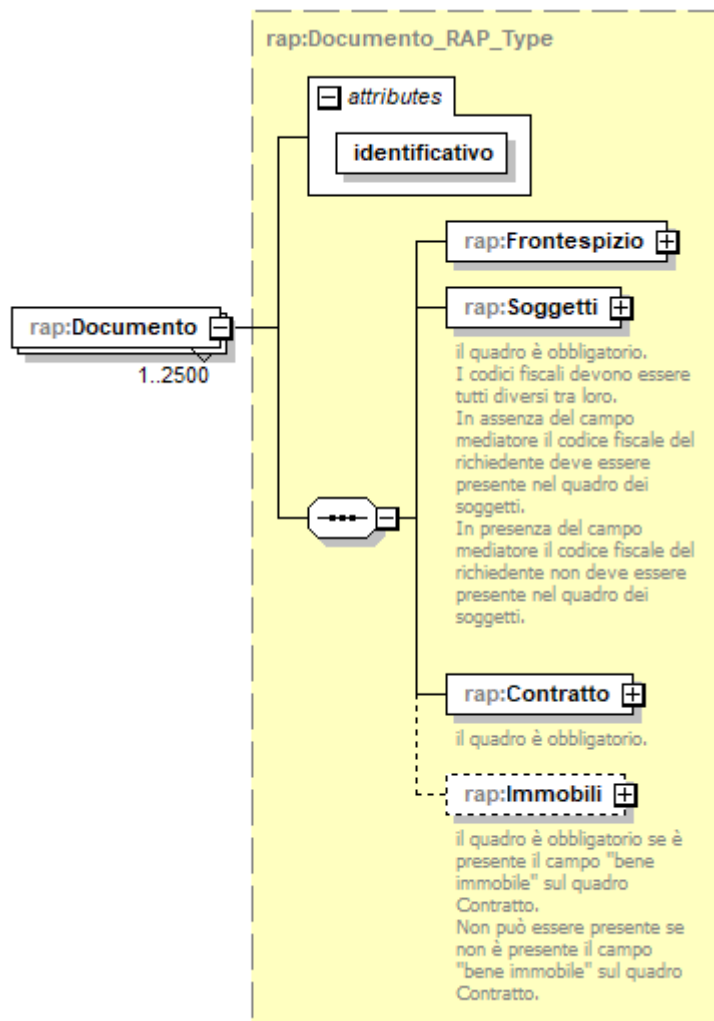 rap:Documento_RAP_Type
attributes
identificativo
rap:Frontespizio
rap:Soggetti
il quadro è obbligatorio.
I codici fiscali devono essere
tutti diversi tra loro.
In assenza del campo
mediatore il codice fiscale del
richiedente deve essere
presente nel quadro dei
soggetti.
In presenza del campo
mediatore il codice fiscale del
richiedente non deve essere
presente nel quadro dei
soggetti.
rap:Documento
1..2500
rap:Contratto
il quadro è obbligatorio.
rap:Immobili
il quadro è obbligatorio se è
presente il campo "bene
immobile" sul quadro
Contratto.
Non può essere presente se
non è presente il campo
"bene immobile" sul quadro
Contratto.